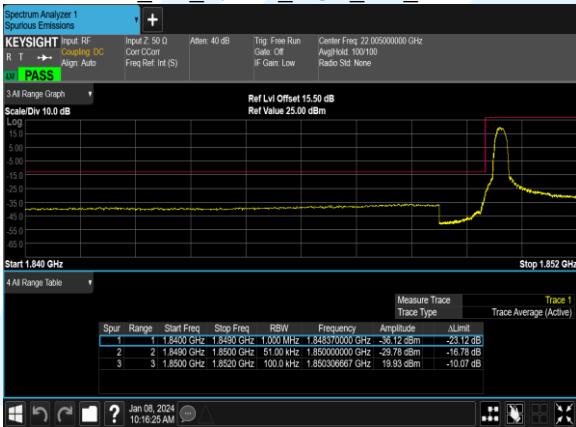 Spectrum Analyzer 1
Spurious Emissions
+
KEYSIGHT Input: RF Input Z: 50 Ω Atten: 40 dB Trig: Free Run Center Freq: 22.005000000 GHz
R T Coupling: DC Corr CCorr Gate: Off Avg|Hold: 100/100
Align: Auto Freq Ref: Int (S) IF Gain: Low Radio Std: None
LW PASS
3 All Range Graph
Ref Lvl Offset 15.50 dB
Scale/Div 10.0 dB Ref Value 25.00 dBm
Log
15.0
5.00
-5.00
-15.0
-25.0
-35.0
-45.0
-55.0
-65.0
Start 1.840 GHz Stop 1.852 GHz
4 All Range Table
Measure Trace Trace 1
Trace Type Trace Average (Active)
Spur Range Start Freq Stop Freq RBW Frequency Amplitude ΔLimit
1 1 1.8400 GHz 1.8490 GHz 1.000 MHz 1.848370000 GHz -36.12 dBm -23.12 dB
2 2 1.8490 GHz 1.8500 GHz 51.00 kHz 1.850000000 GHz -29.78 dBm -16.78 dB
3 3 1.8500 GHz 1.8520 GHz 100.0 kHz 1.850306667 GHz 19.93 dBm -10.07 dB
? Jan 08, 2024
10:16:25 AM